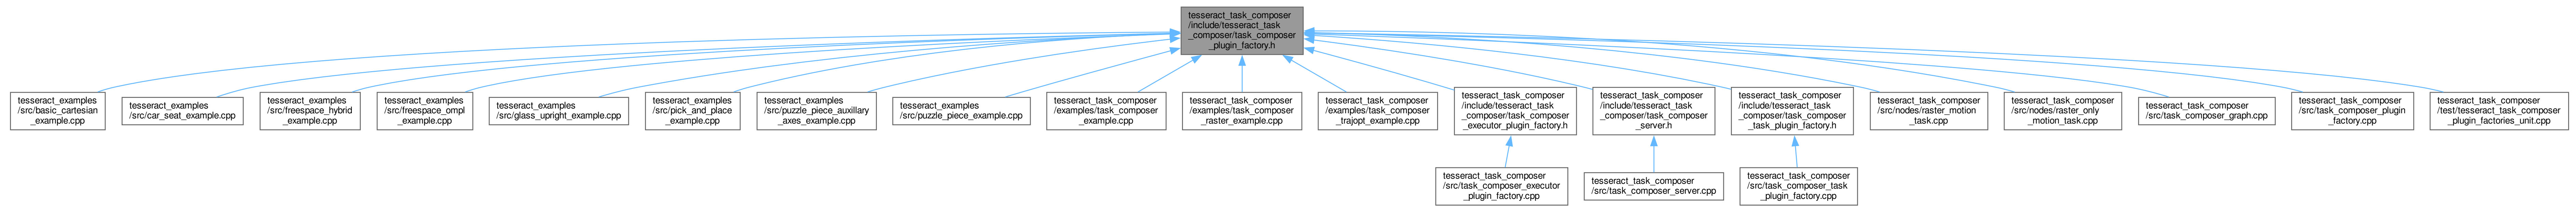 tesseract_task_composer
/include/tesseract_task
_composer/task_composer
_plugin_factory.h
tesseract_examples
/src/basic_cartesian
_example.cpp
tesseract_examples
/src/car_seat_example.cpp
tesseract_examples
/src/freespace_hybrid
_example.cpp
tesseract_examples
/src/freespace_ompl
_example.cpp
tesseract_examples
/src/glass_upright_example.cpp
tesseract_examples
/src/pick_and_place
_example.cpp
tesseract_examples
/src/puzzle_piece_auxillary
_axes_example.cpp
tesseract_examples
/src/puzzle_piece_example.cpp
tesseract_task_composer
/examples/task_composer
_example.cpp
tesseract_task_composer
/examples/task_composer
_raster_example.cpp
tesseract_task_composer
/examples/task_composer
_trajopt_example.cpp
tesseract_task_composer
/include/tesseract_task
_composer/task_composer
_executor_plugin_factory.h
tesseract_task_composer
/include/tesseract_task
_composer/task_composer
_server.h
tesseract_task_composer
/include/tesseract_task
_composer/task_composer
_task_plugin_factory.h
tesseract_task_composer
/src/nodes/raster_motion
_task.cpp
tesseract_task_composer
/src/nodes/raster_only
_motion_task.cpp
tesseract_task_composer
/src/task_composer_graph.cpp
tesseract_task_composer
/src/task_composer_plugin
_factory.cpp
tesseract_task_composer
/test/tesseract_task_composer
_plugin_factories_unit.cpp
tesseract_task_composer
/src/task_composer_executor
_plugin_factory.cpp
tesseract_task_composer
/src/task_composer_server.cpp
tesseract_task_composer
/src/task_composer_task
_plugin_factory.cpp